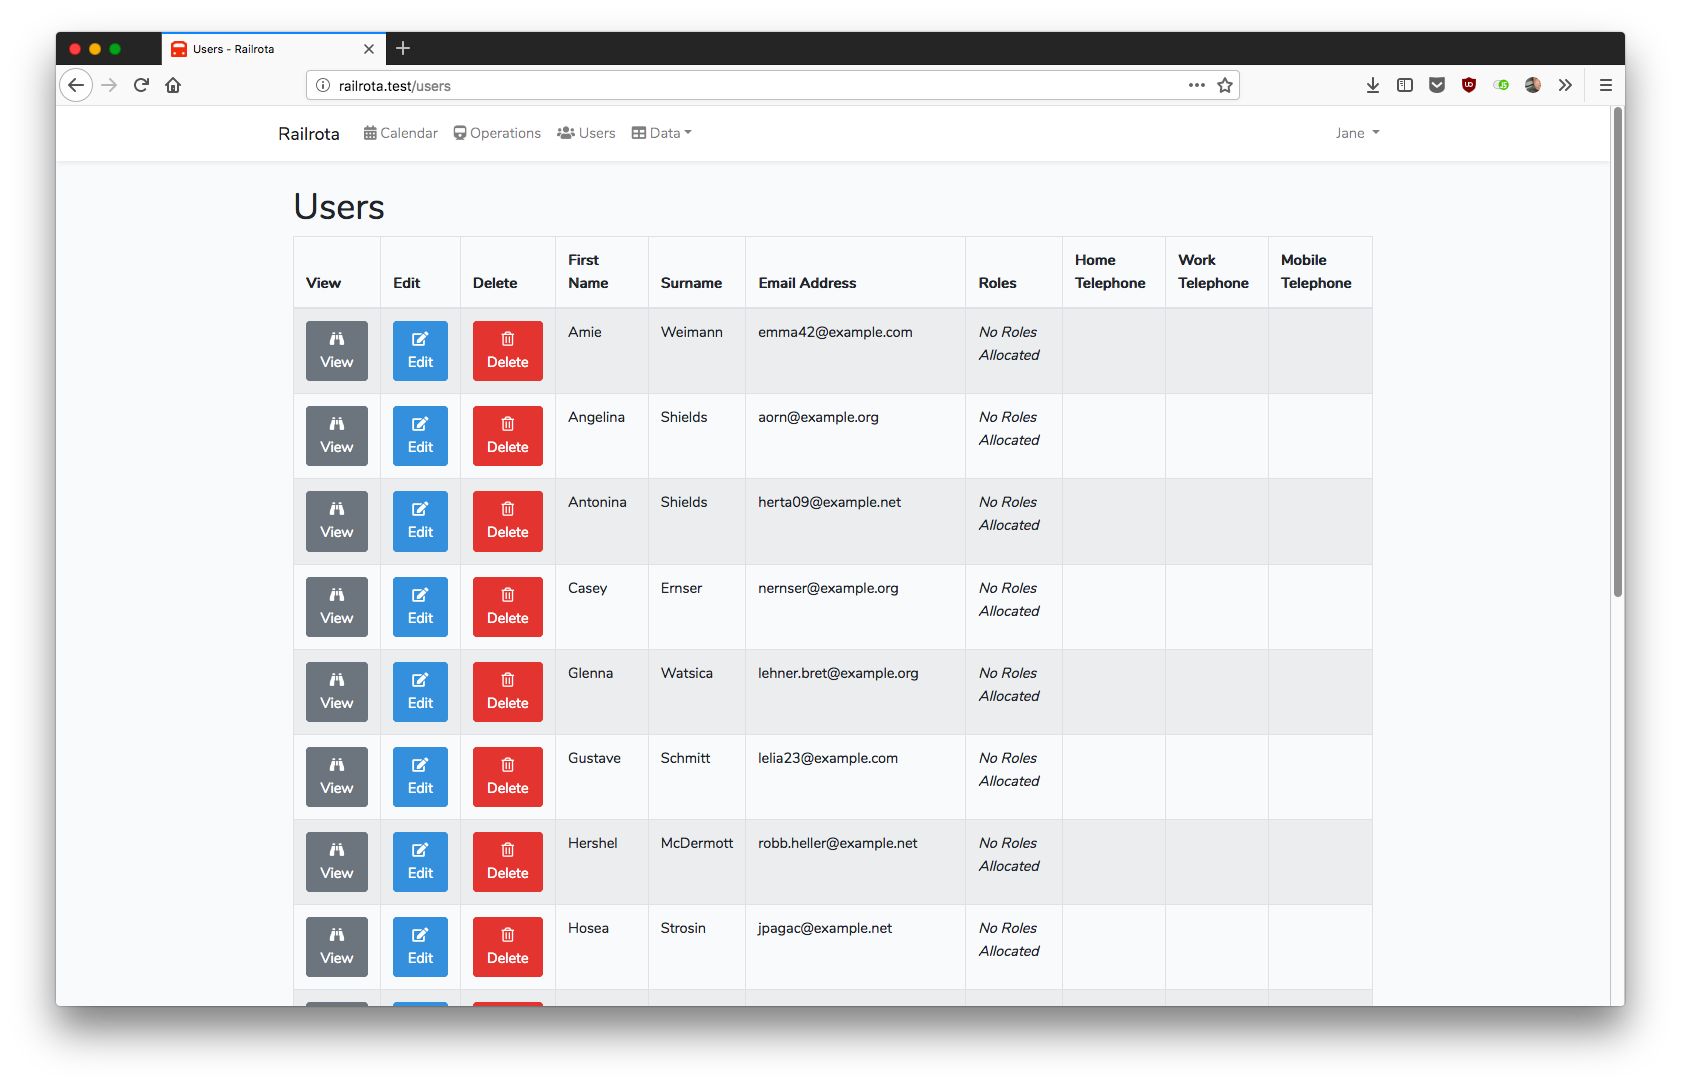 Users - Railrota
railrota.test/users
Railrota Calendar Operations Users Data Jane
Users
View Edit Delete First Name Surname Email Address Roles Home Telephone Work Telephone Mobile Telephone
View Edit Delete Amie Weimann emma42@example.com No Roles Allocated
View Edit Delete Angelina Shields aorn@example.org No Roles Allocated
View Edit Delete Antonina Shields herta09@example.net No Roles Allocated
View Edit Delete Casey Ernser nernser@example.org No Roles Allocated
View Edit Delete Glenna Watsica lehner.bret@example.org No Roles Allocated
View Edit Delete Gustave Schmitt lelia23@example.com No Roles Allocated
View Edit Delete Hershel McDermott robb.heller@example.net No Roles Allocated
View Edit Delete Hosea Strosin jpagac@example.net No Roles Allocated